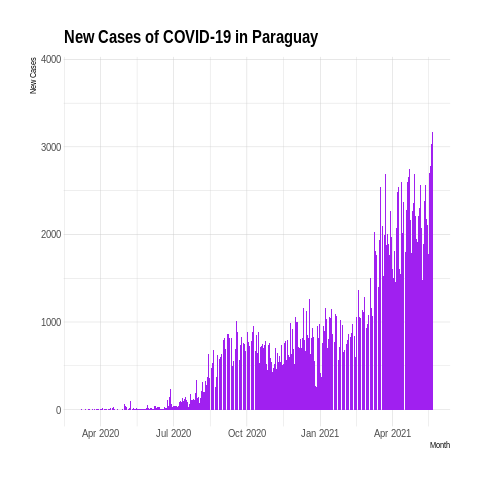 New Cases of COVID-19 in Paraguay
New Cases
4000
3000
2000
1000
0
Apr 2020 Jul 2020 Oct 2020 Jan 2021 Apr 2021
Month